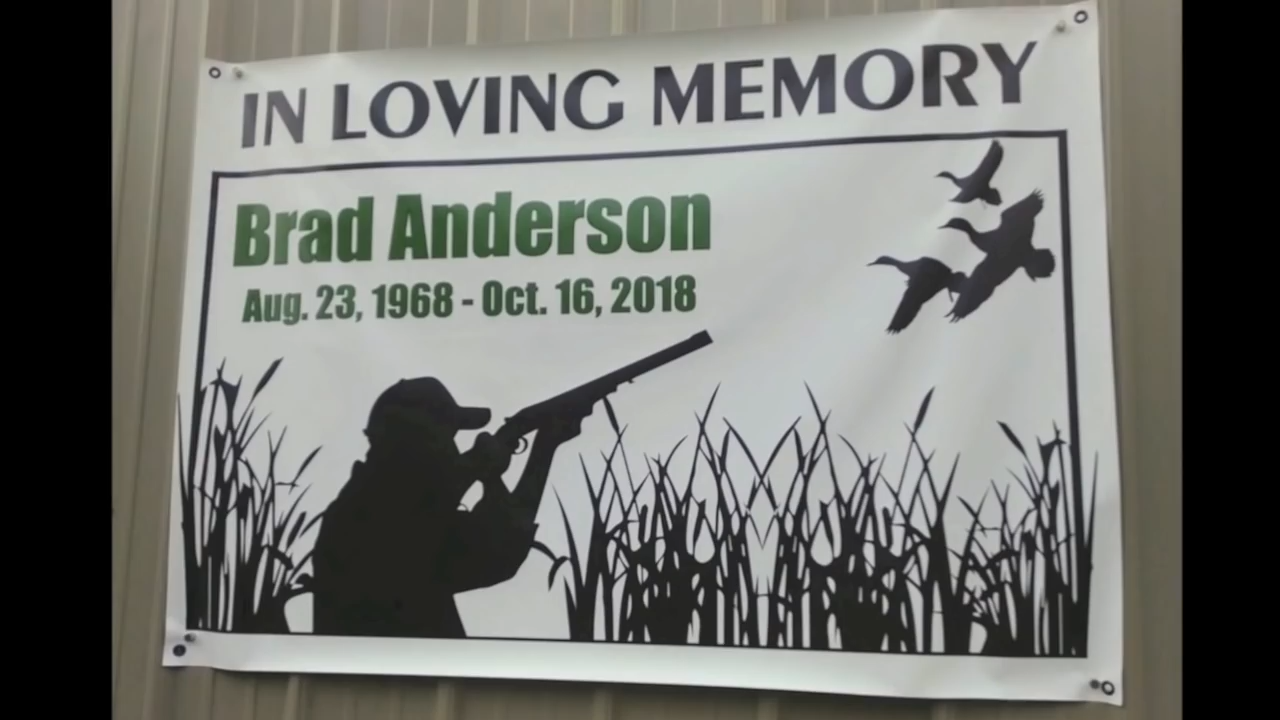 IN LOVING MEMORY
Brad Anderson
Aug. 23, 1968 - Oct. 16, 2018